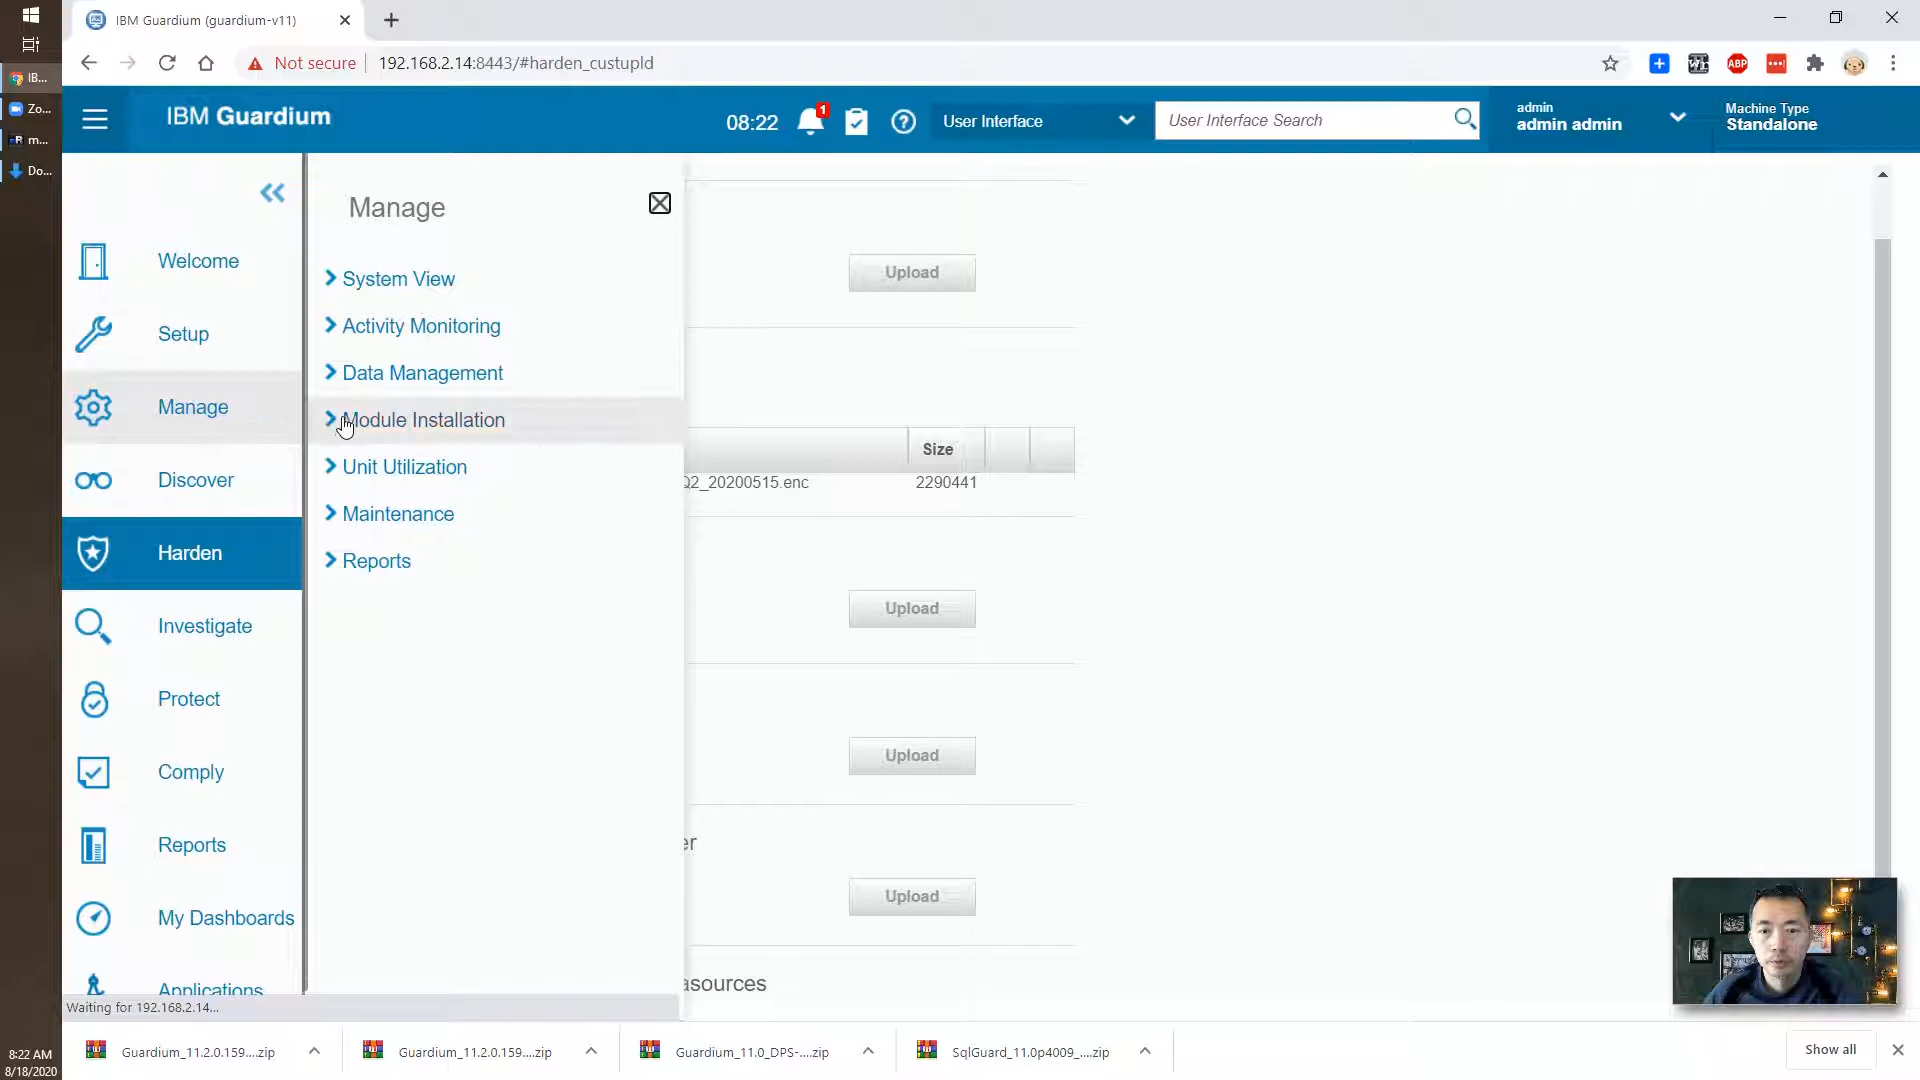 IBM Guardium (guardium-v11)
Not secure
192.168.2.14:8443/#harden_custupld
IB...
Zo...
m...
Do...
IBM Guardium
08:22
1
User Interface
User Interface Search
admin
admin admin
Machine Type
Standalone
Welcome
Setup
Manage
Discover
Harden
Investigate
Protect
Comply
Reports
My Dashboards
Applications
Manage
System View
Activity Monitoring
Data Management
Module Installation
Unit Utilization
Maintenance
Reports
Upload
Size
Q2_20200515.enc
2290441
Upload
Upload
er
Upload
asources
Waiting for 192.168.2.14...
Guardium_11.2.0.159....zip
Guardium_11.2.0.159....zip
Guardium_11.0_DPS-....zip
SqlGuard_11.0p4009_....zip
Show all
8:22 AM
8/18/2020
ABP